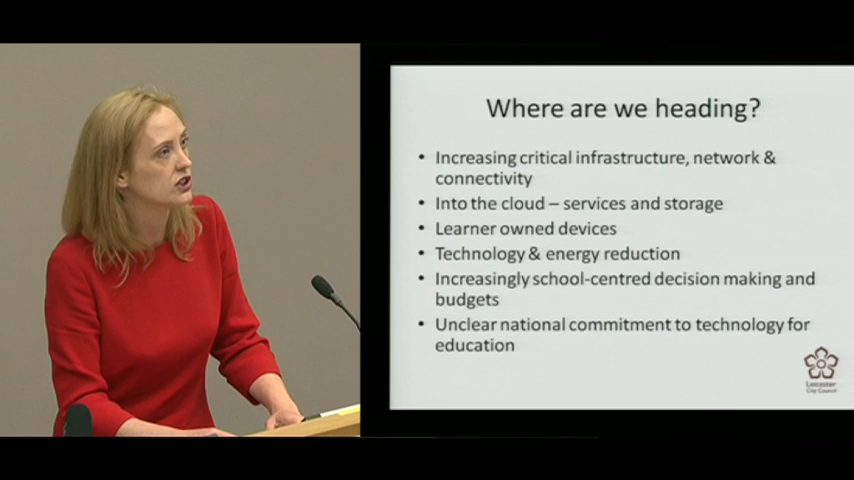 Where are we heading?
• Increasing critical infrastructure, network &
connectivity
• Into the cloud – services and storage
• Learner owned devices
• Technology & energy reduction
• Increasingly school-centred decision making and
budgets
• Unclear national commitment to technology for
education
Leicester
City Council